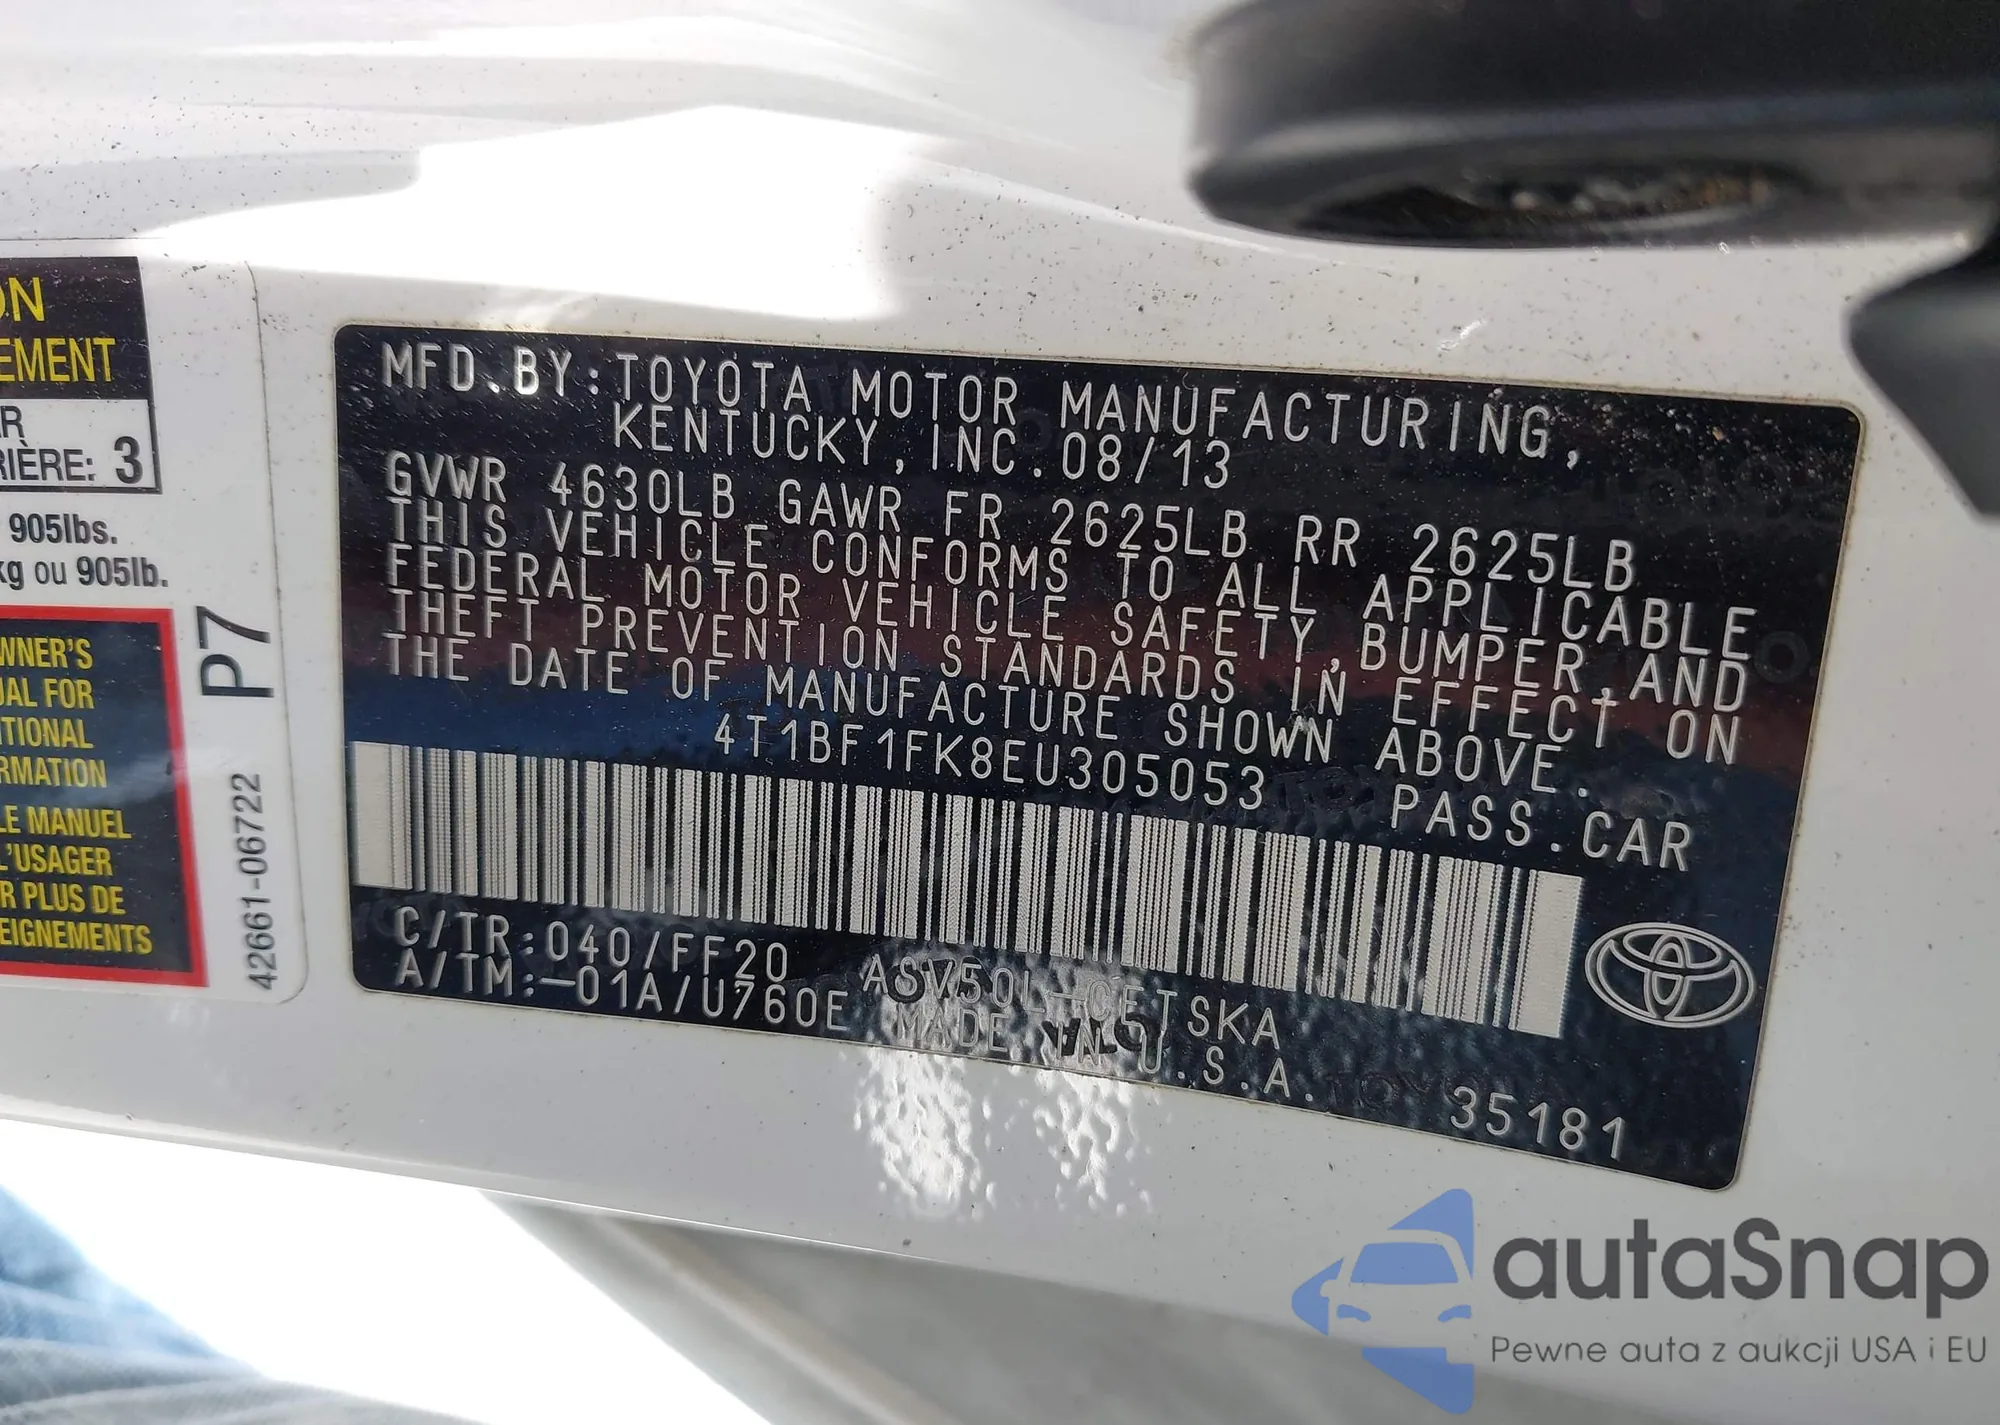 ON
EMENT
AR
RIÈRE: 3
905lbs.
kg ou 905lb.
WNER'S
UAL FOR
ITIONAL
RMATION
LE MANUEL
L'USAGER
R PLUS DE
EIGNEMENTS
P7
42661-06722
MFD.BY:TOYOTA MOTOR MANUFACTURING,
KENTUCKY,INC.08/13
GVWR 4630LB GAWR FR 2625LB RR 2625LB
THIS VEHICLE CONFORMS TO ALL APPLICABLE
FEDERAL MOTOR VEHICLE SAFETY,BUMPER,AND
THEFT PREVENTION STANDARDS IN EFFECT ON
THE DATE OF MANUFACTURE SHOWN ABOVE.
4T1BF1FK8EU305053 PASS.CAR
C/TR:040/FF20 ASV50L-CETSKA
A/TM:-01A/U760E MADE IN U.S.A.
35181
autaSnap
Pewne auta z aukcji USA i EU